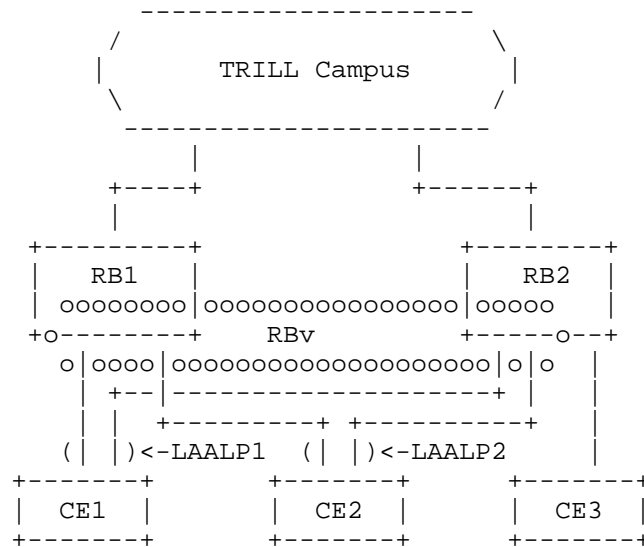 TRILL Campus
RB1 RB2
RBv
(| |)<-LAALP1 (| |)<-LAALP2
CE1 CE2 CE3